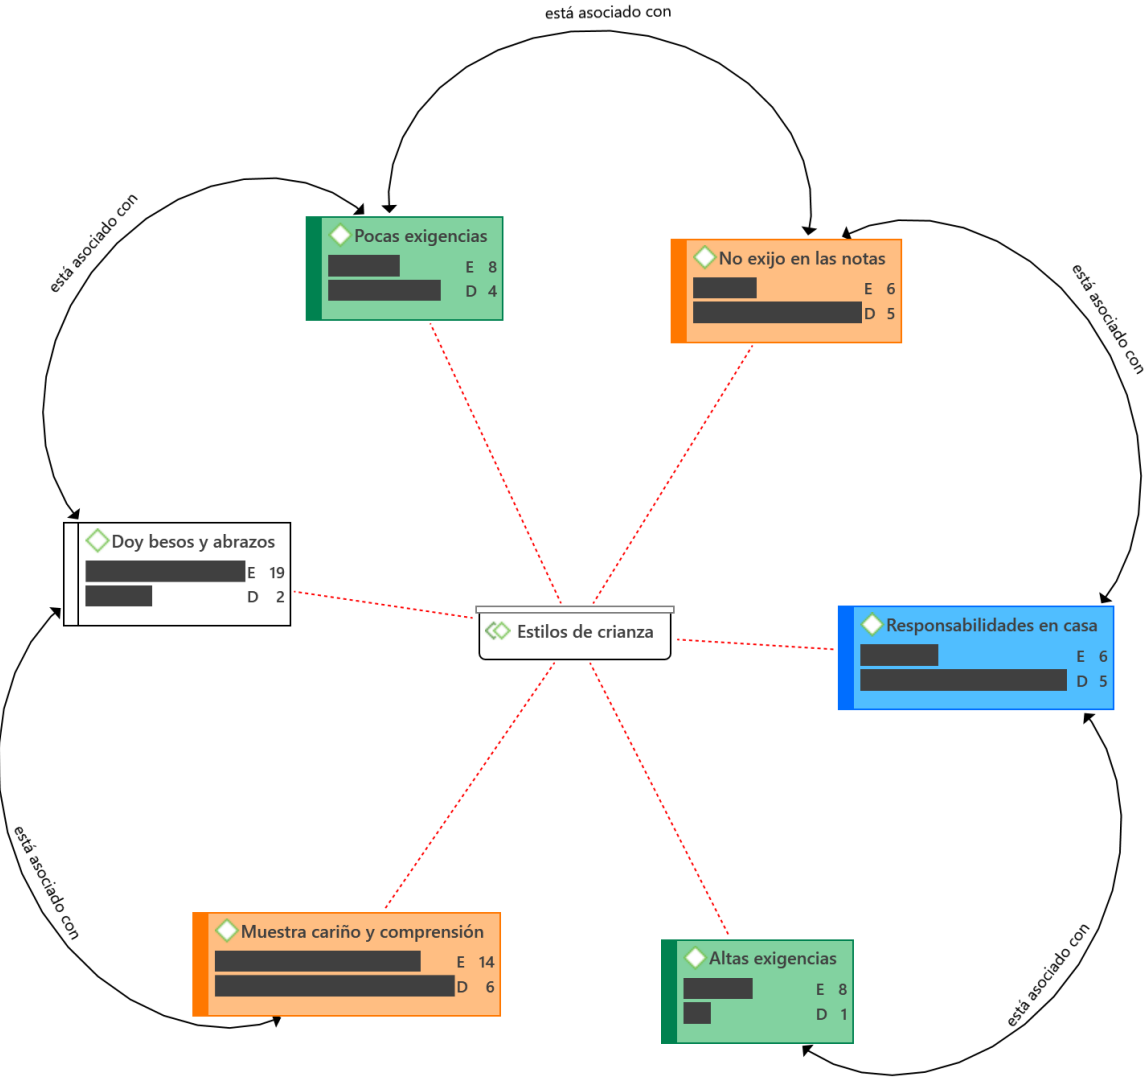 está asociado con
está asociado con
Pocas exigencias
E 8
D 4
No exijo en las notas
E 6
D 5
está asociado con
Doy besos y abrazos
E 19
D 2
Estilos de crianza
Responsabilidades en casa
E 6
D 5
está asociado con
Muestra cariño y comprensión
E 14
D 6
Altas exigencias
E 8
D 1
está asociado con